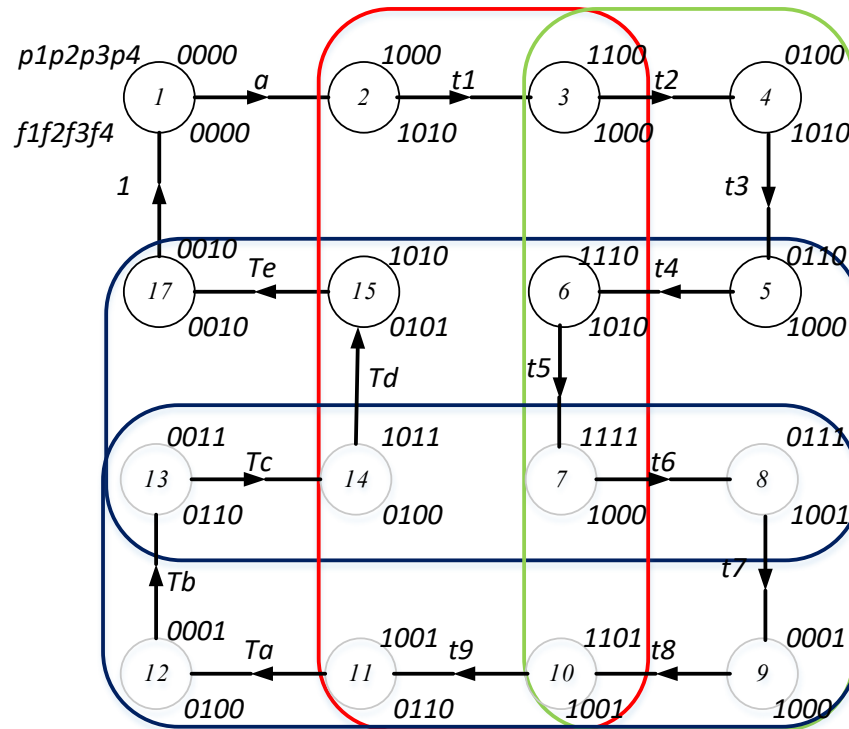 p1p2p3p4 0000 1000 1100 0100
1 a 2 t1 3 t2 4
f1f2f3f4 0000 1010 1000 1010
1 t3
0010 Te 1010 1110 t4 0110
17 15 6 5
0010 0101 1010 1000
Td t5
0011 Tc 1011 1111 t6 0111
13 14 7 8
0110 0100 1000 1001
Tb t7
0001 Ta 1001 t9 1101 t8 0001
12 11 10 9
0100 0110 1001 1000